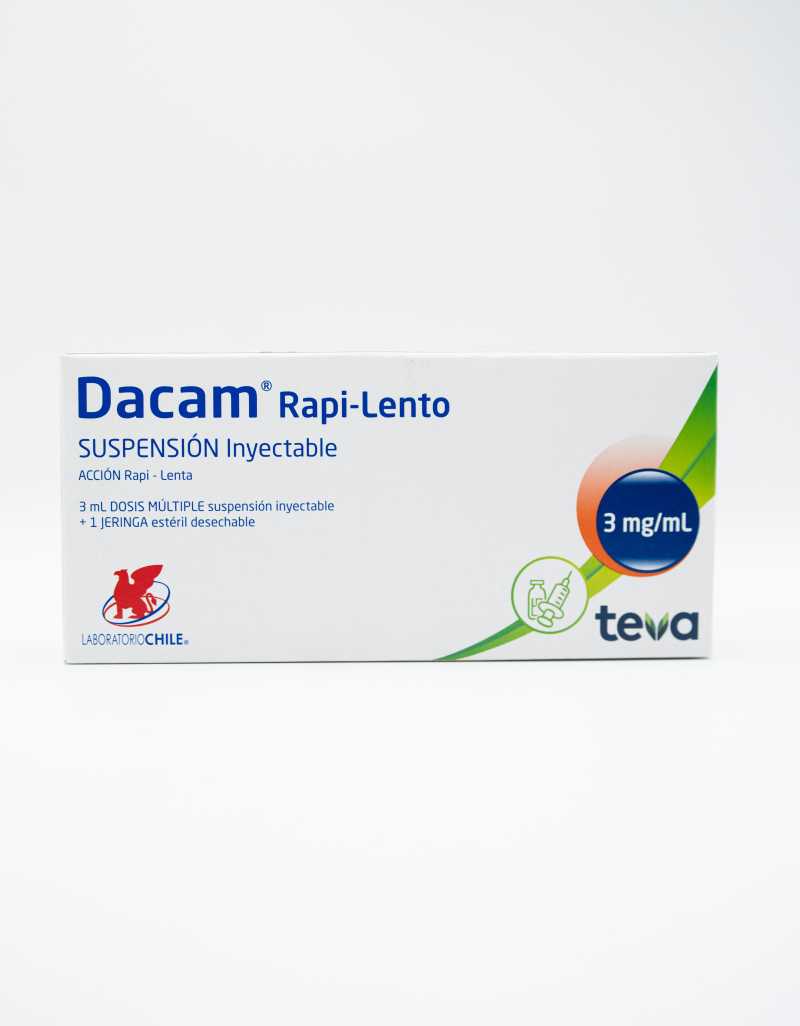 Dacam® Rapi-Lento
SUSPENSIÓN Inyectable
ACCIÓN Rapi - Lenta
3 mL DOSIS MÚLTIPLE suspensión inyectable
+ 1 JERINGA estéril desechable
3 mg/mL
LABORATORIOCHILE®
teva